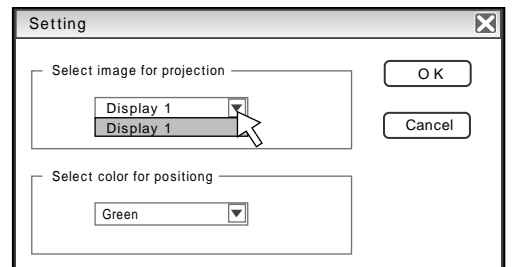 Setting
Select image for projection
Display 1
Display 1
OK
Cancel
Select color for positiong
Green